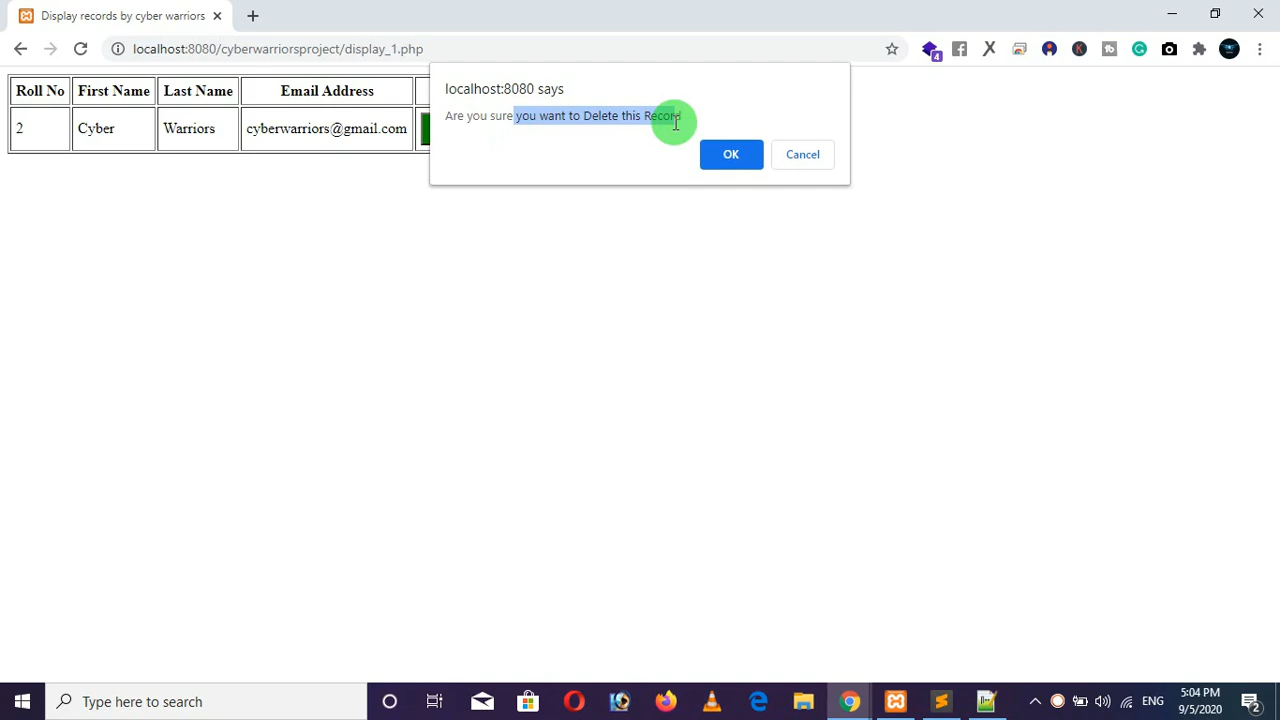 Display records by cyber warriors
localhost:8080/cyberwarriorsproject/display_1.php
4
localhost:8080 says
Are you sure you want to Delete this Record
OK
Cancel
Roll No First Name Last Name Email Address
2 Cyber Warriors cyberwarriors@gmail.com
Type here to search
ENG
5:04 PM
9/5/2020
2